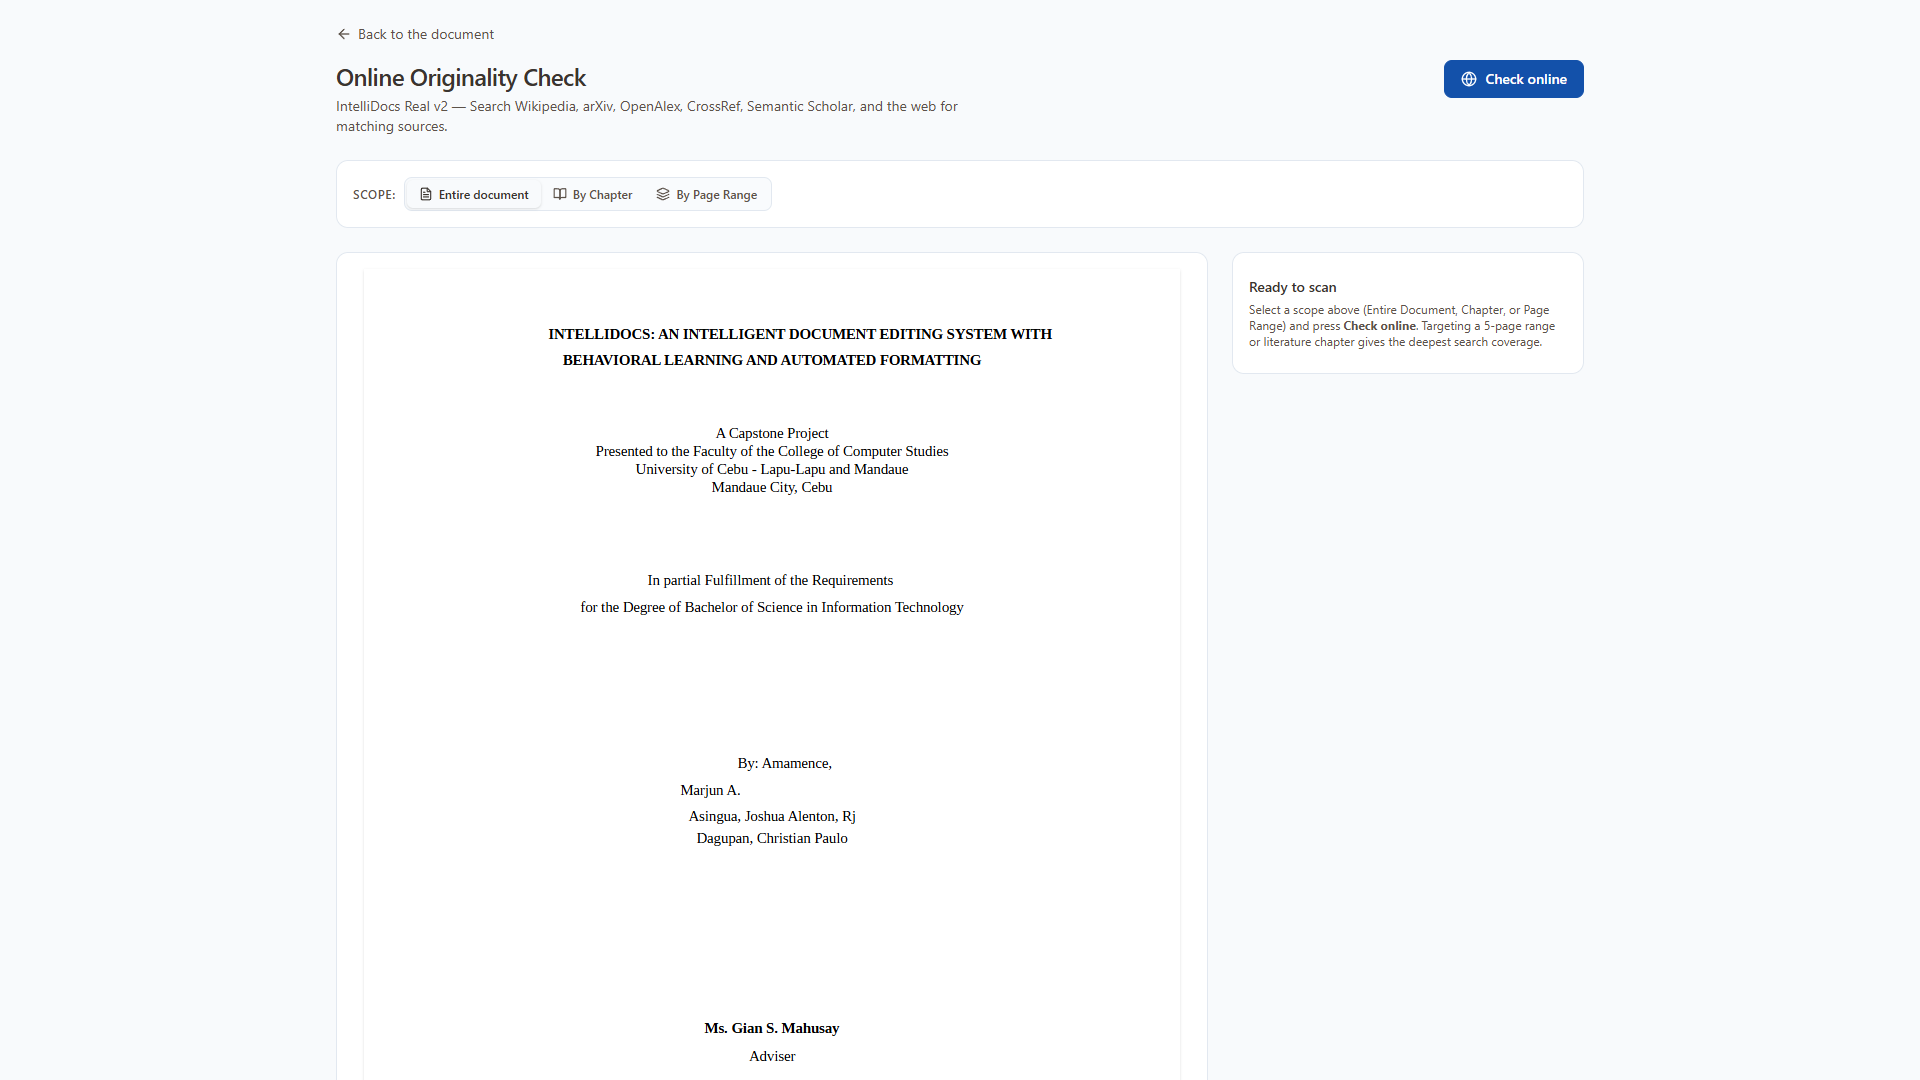 Back to the document
Online Originality Check
IntelliDocs Real v2 — Search Wikipedia, arXiv, OpenAlex, CrossRef, Semantic Scholar, and the web for
matching sources.
Check online
SCOPE:
Entire document
By Chapter
By Page Range
INTELLIDOCS: AN INTELLIGENT DOCUMENT EDITING SYSTEM WITH
BEHAVIORAL LEARNING AND AUTOMATED FORMATTING
A Capstone Project
Presented to the Faculty of the College of Computer Studies
University of Cebu - Lapu-Lapu and Mandaue
Mandaue City, Cebu
In partial Fulfillment of the Requirements
for the Degree of Bachelor of Science in Information Technology
By: Amamence,
Marjun A.
Asingua, Joshua Alenton, Rj
Dagupan, Christian Paulo
Ms. Gian S. Mahusay
Adviser
Ready to scan
Select a scope above (Entire Document, Chapter, or Page
Range) and press Check online. Targeting a 5-page range
or literature chapter gives the deepest search coverage.